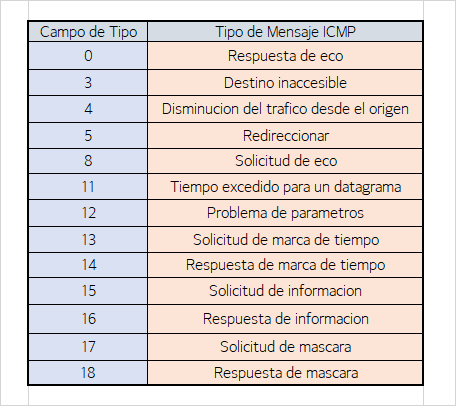 Campo de Tipo Tipo de Mensaje ICMP
0 Respuesta de eco
3 Destino inaccesible
4 Disminucion del trafico desde el origen
5 Redireccionar
8 Solicitud de eco
11 Tiempo excedido para un datagrama
12 Problema de parametros
13 Solicitud de marca de tiempo
14 Respuesta de marca de tiempo
15 Solicitud de informacion
16 Respuesta de informacion
17 Solicitud de mascara
18 Respuesta de mascara